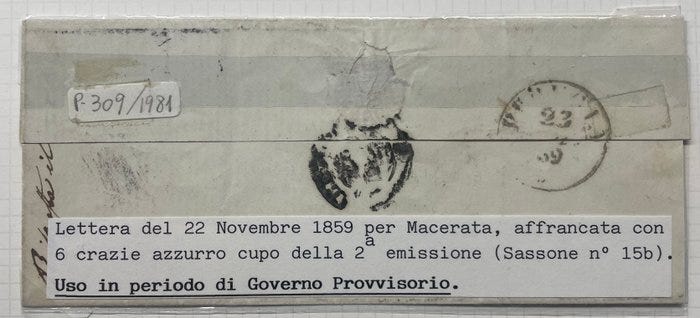 P-309/1981
PERUGIA
23
59
Lettera del 22 Novembre 1859 per Macerata, affrancata con
6 crazie azzurro cupo della 2a emissione (Sassone n° 15b).
Uso in periodo di Governo Provvisorio.